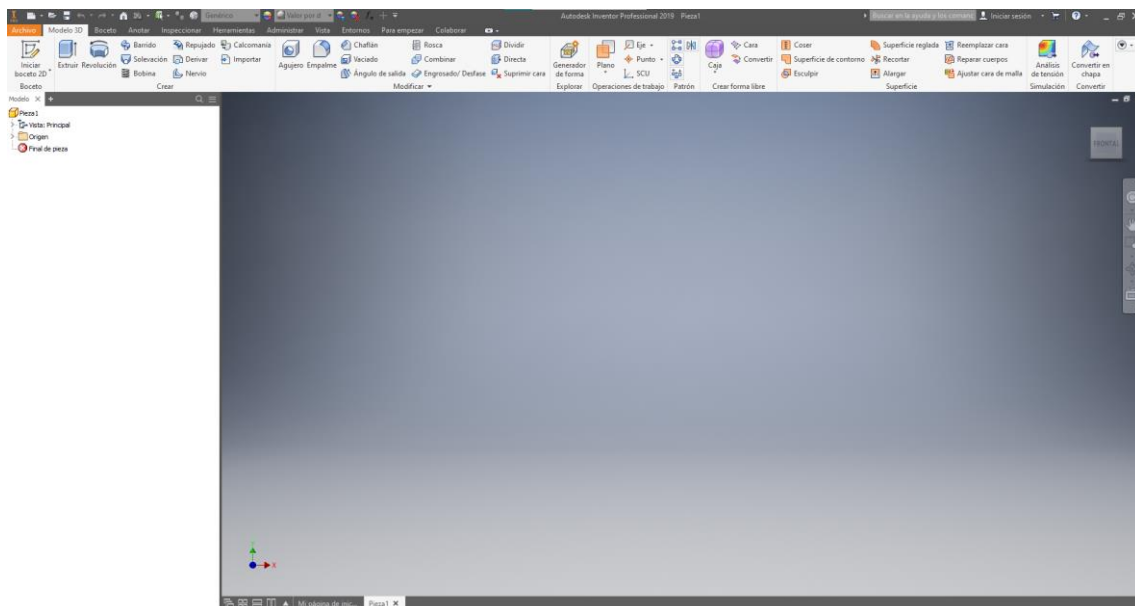 Genérico Valor por d Autodesk Inventor Professional 2019 Pieza1 Buscar en la ayuda y los comanc Iniciar sesión
Archivo Modelo 3D Boceto Anotar Inspeccionar Herramientas Administrar Vista Entornos Para empezar Colaborar
Iniciar boceto 2D
Extruir Revolución
Barrido Repujado Calcomanía
Solevación Derivar Importar
Bobina Nervio
Agujero Empalme
Chaflán Rosca Dividir
Vaciado Combinar Directa
Ángulo de salida Engrosado/ Desfase Suprimir cara
Generador de forma
Plano
Eje
Punto
SCU
Caja
Cara
Convertir
Coser Superficie reglada Reemplazar cara
Superficie de contorno Recortar Reparar cuerpos
Esculpir Alargar Ajustar cara de malla
Análisis de tensión
Convertir en chapa
Boceto Crear Modificar Explorar Operaciones de trabajo Patrón Crear forma libre Superficie Simulación Convertir
Modelo
Pieza1
Vista: Principal
Origen
Final de pieza
FRONTAL
X
Mi página de inic... Pieza1